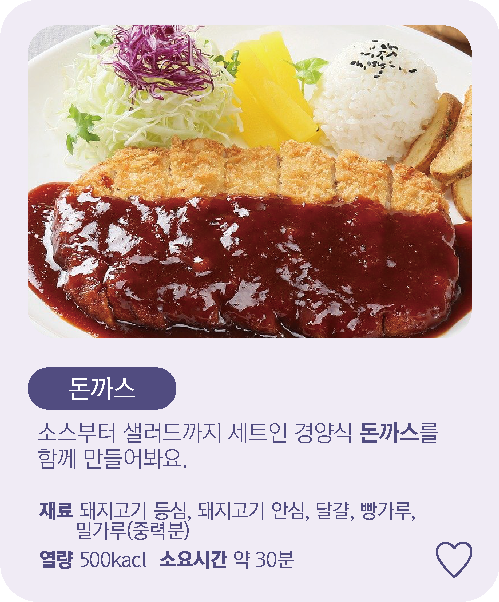 돈까스
소스부터 샐러드까지 세트인 경양식 돈까스를
함께 만들어봐요.
재료 돼지고기 등심, 돼지고기 안심, 달걀, 빵가루,
밀가루(중력분)
열량 500kacl 소요시간 약 30분